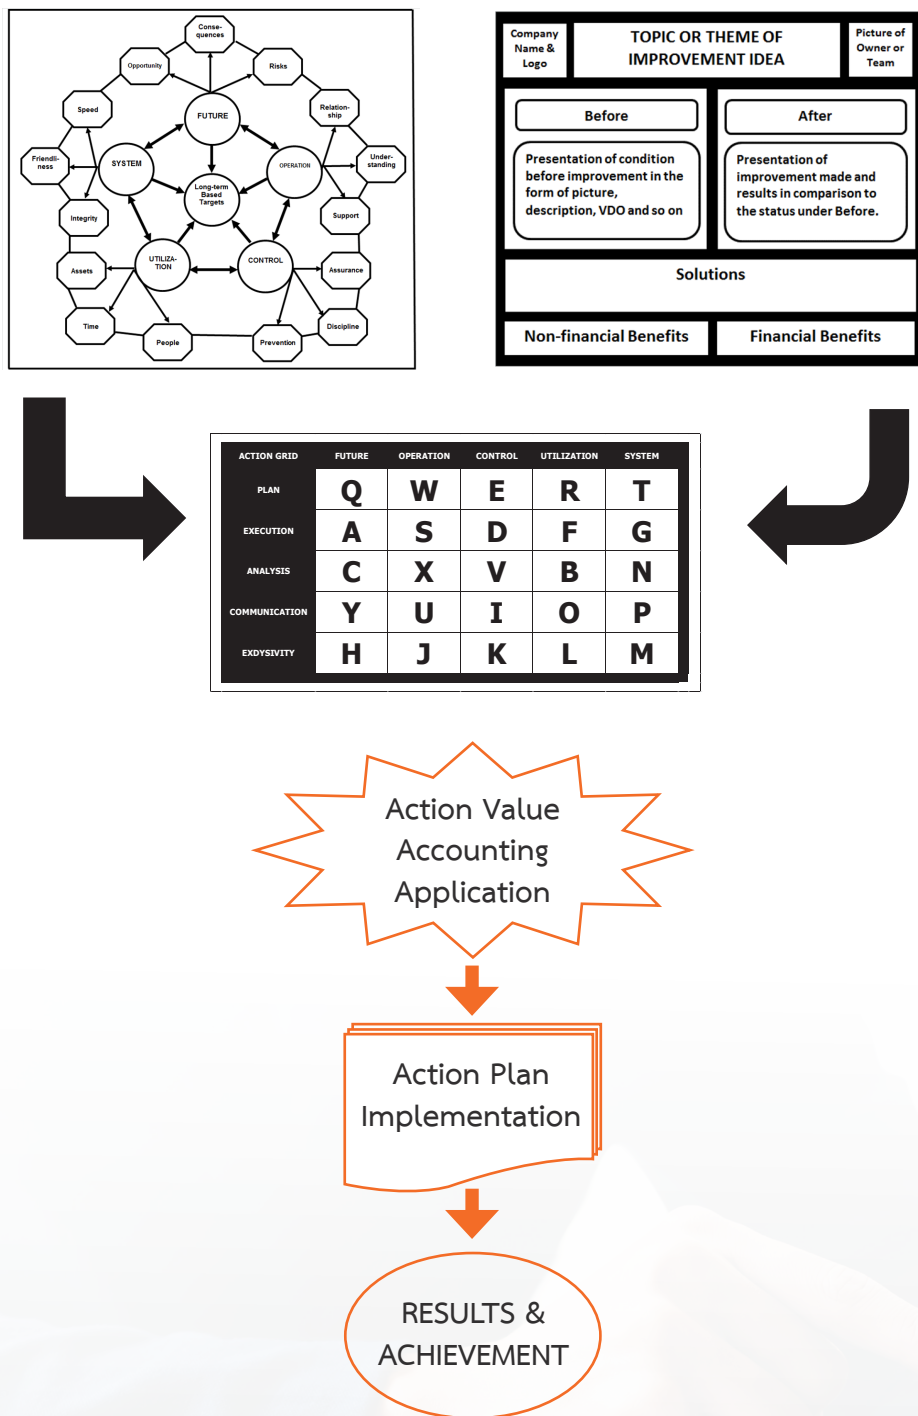 Conse-
quences
Opportunity
Risks
Speed
Relation-
ship
FUTURE
Friendli-
ness
SYSTEM
OPERATION
Under-
standing
Long-term
Based
Targets
Integrity
Support
UTILIZA-
TION
CONTROL
Assets
Assurance
Time
Discipline
People
Prevention
Company
Name &
Logo
TOPIC OR THEME OF
IMPROVEMENT IDEA
Picture of
Owner or
Team
Before
Presentation of condition
before improvement in the
form of picture,
description, VDO and so on
After
Presentation of
improvement made and
results in comparison to
the status under Before.
Solutions
Non-financial Benefits
Financial Benefits
ACTION GRID FUTURE OPERATION CONTROL UTILIZATION SYSTEM
PLAN Q W E R T
EXECUTION A S D F G
ANALYSIS C X V B N
COMMUNICATION Y U I O P
EXDYSIVITY H J K L M
Action Value
Accounting
Application
Action Plan
Implementation
RESULTS &
ACHIEVEMENT